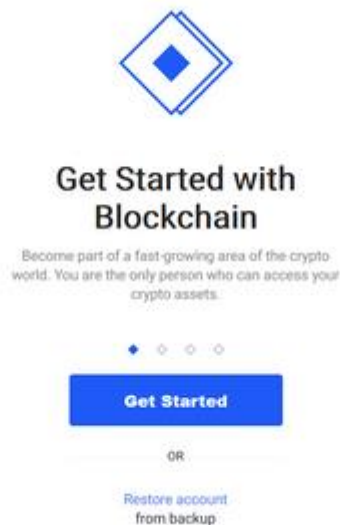 Get Started with
Blockchain
Become part of a fast-growing area of the crypto
world. You are the only person who can access your
crypto assets.
Get Started
OR
Restore account
from backup